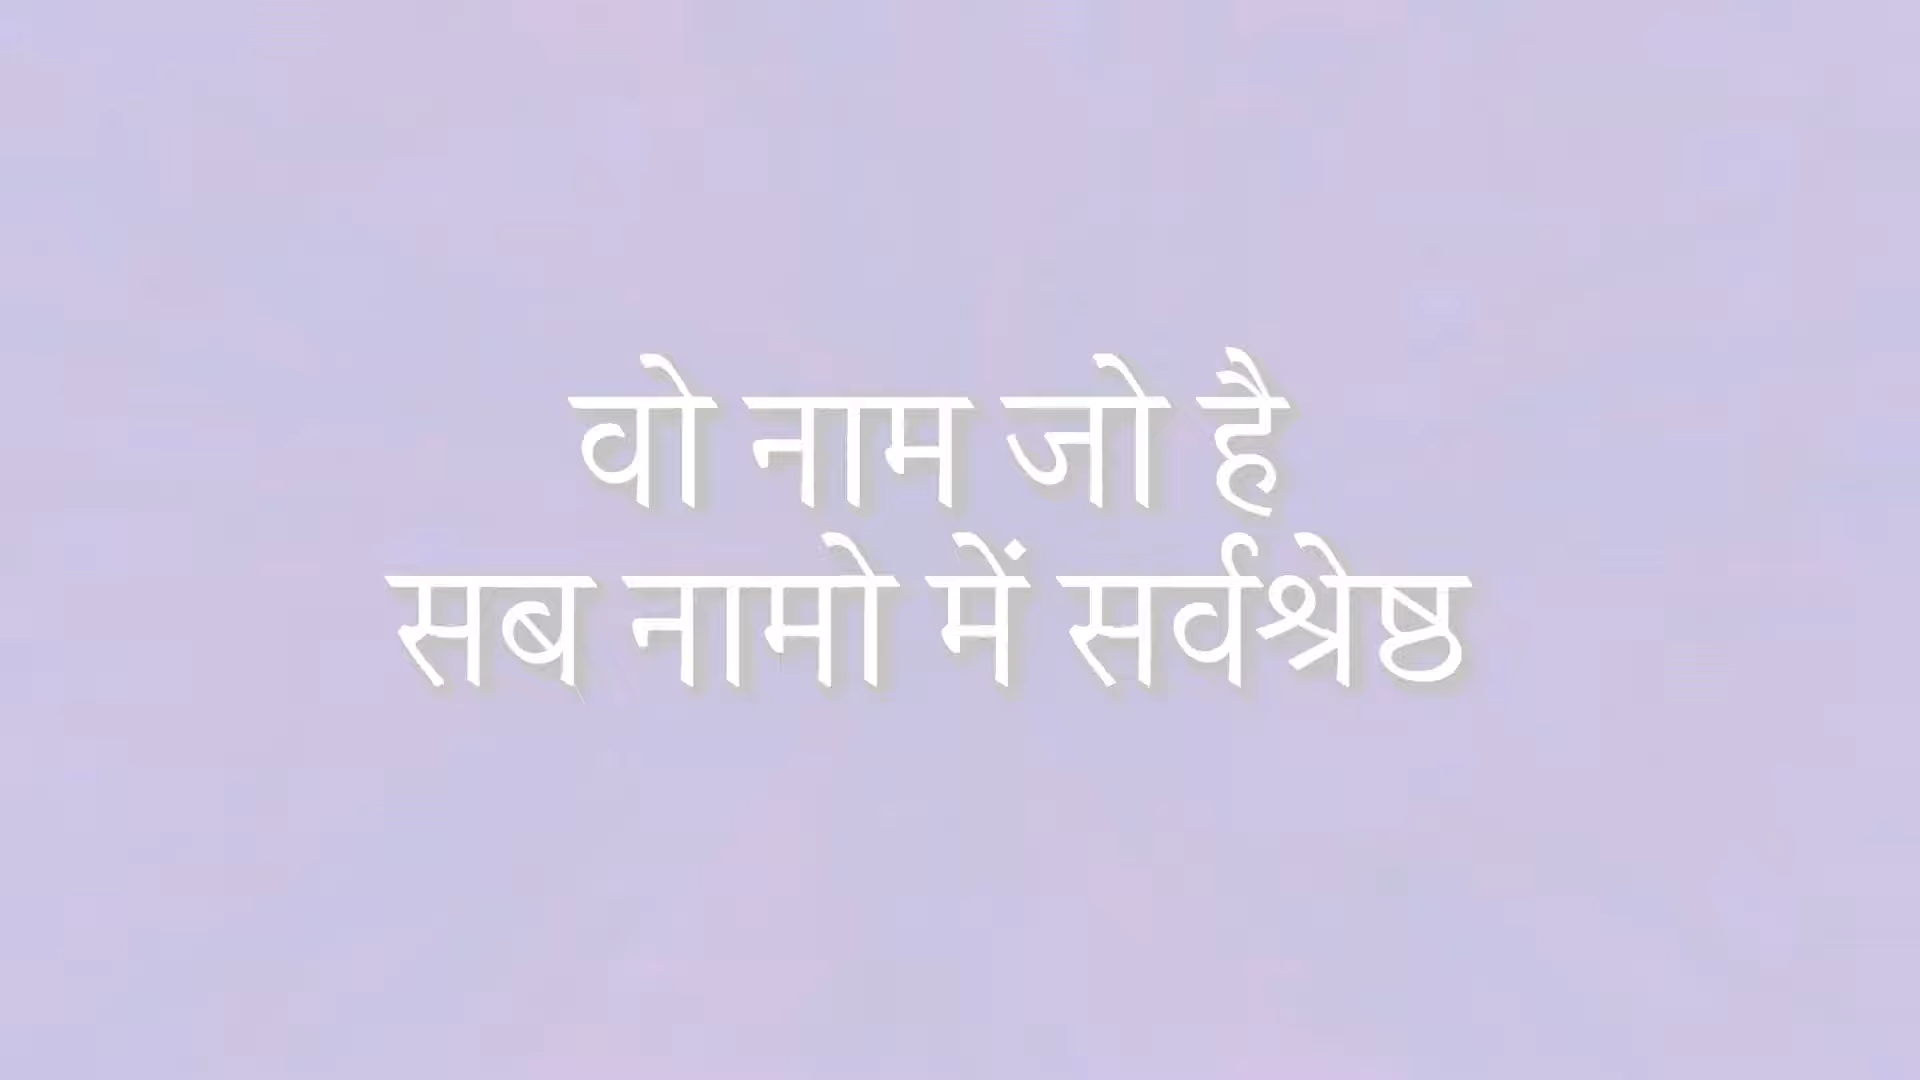 वो नाम जो है
सब नामो में सर्वश्रेष्ठ